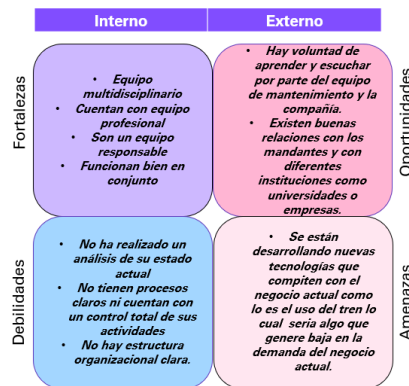 Interno
Externo
Fortalezas
• Equipo
multidisciplinario
• Cuentan con equipo
profesional
• Son un equipo
responsable
• Funcionan bien en
conjunto
• Hay voluntad de
aprender y escuchar
por parte del equipo
de mantenimiento y la
compañía.
• Existen buenas
relaciones con los
mandantes y con
diferentes
instituciones como
universidades o
empresas.
Oportunidades
Debilidades
• No ha realizado un
análisis de su estado
actual
• No tienen procesos
claros ni cuentan con
un control total de sus
actividades
• No hay estructura
organizacional clara.
• Se están
desarrollando nuevas
tecnologías que
compiten con el
negocio actual como
lo es el uso del tren lo
cual seria algo que
genere baja en la
demanda del negocio
actual.
Amenazas